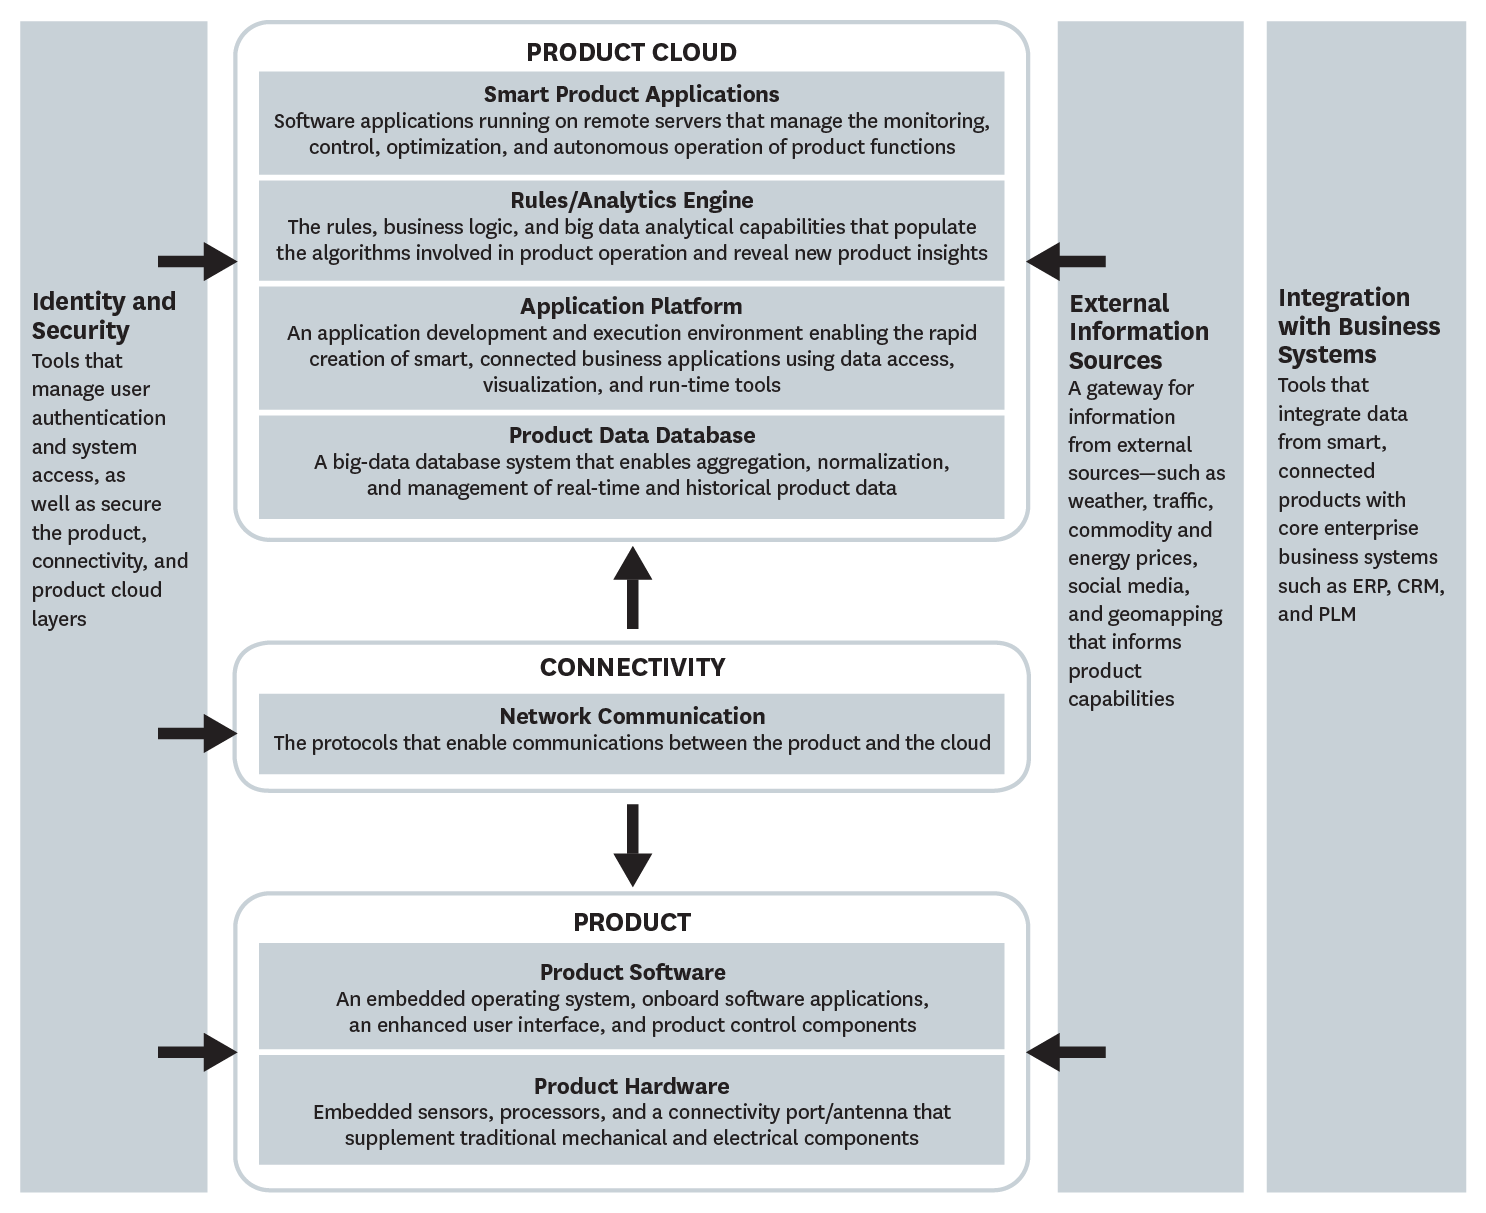 PRODUCT CLOUD
Smart Product Applications
Software applications running on remote servers that manage the monitoring,
control, optimization, and autonomous operation of product functions
Rules/Analytics Engine
The rules, business logic, and big data analytical capabilities that populate
the algorithms involved in product operation and reveal new product insights
Application Platform
An application development and execution environment enabling the rapid
creation of smart, connected business applications using data access,
visualization, and run-time tools
Product Data Database
A big-data database system that enables aggregation, normalization,
and management of real-time and historical product data
CONNECTIVITY
Network Communication
The protocols that enable communications between the product and the cloud
PRODUCT
Product Software
An embedded operating system, onboard software applications,
an enhanced user interface, and product control components
Product Hardware
Embedded sensors, processors, and a connectivity port/antenna that
supplement traditional mechanical and electrical components
Identity and
Security
Tools that
manage user
authentication
and system
access, as
well as secure
the product,
connectivity, and
product cloud
layers
External
Information
Sources
A gateway for
information
from external
sources—such as
weather, traffic,
commodity and
energy prices,
social media,
and geomapping
that informs
product
capabilities
Integration
with Business
Systems
Tools that
integrate data
from smart,
connected
products with
core enterprise
business systems
such as ERP, CRM,
and PLM